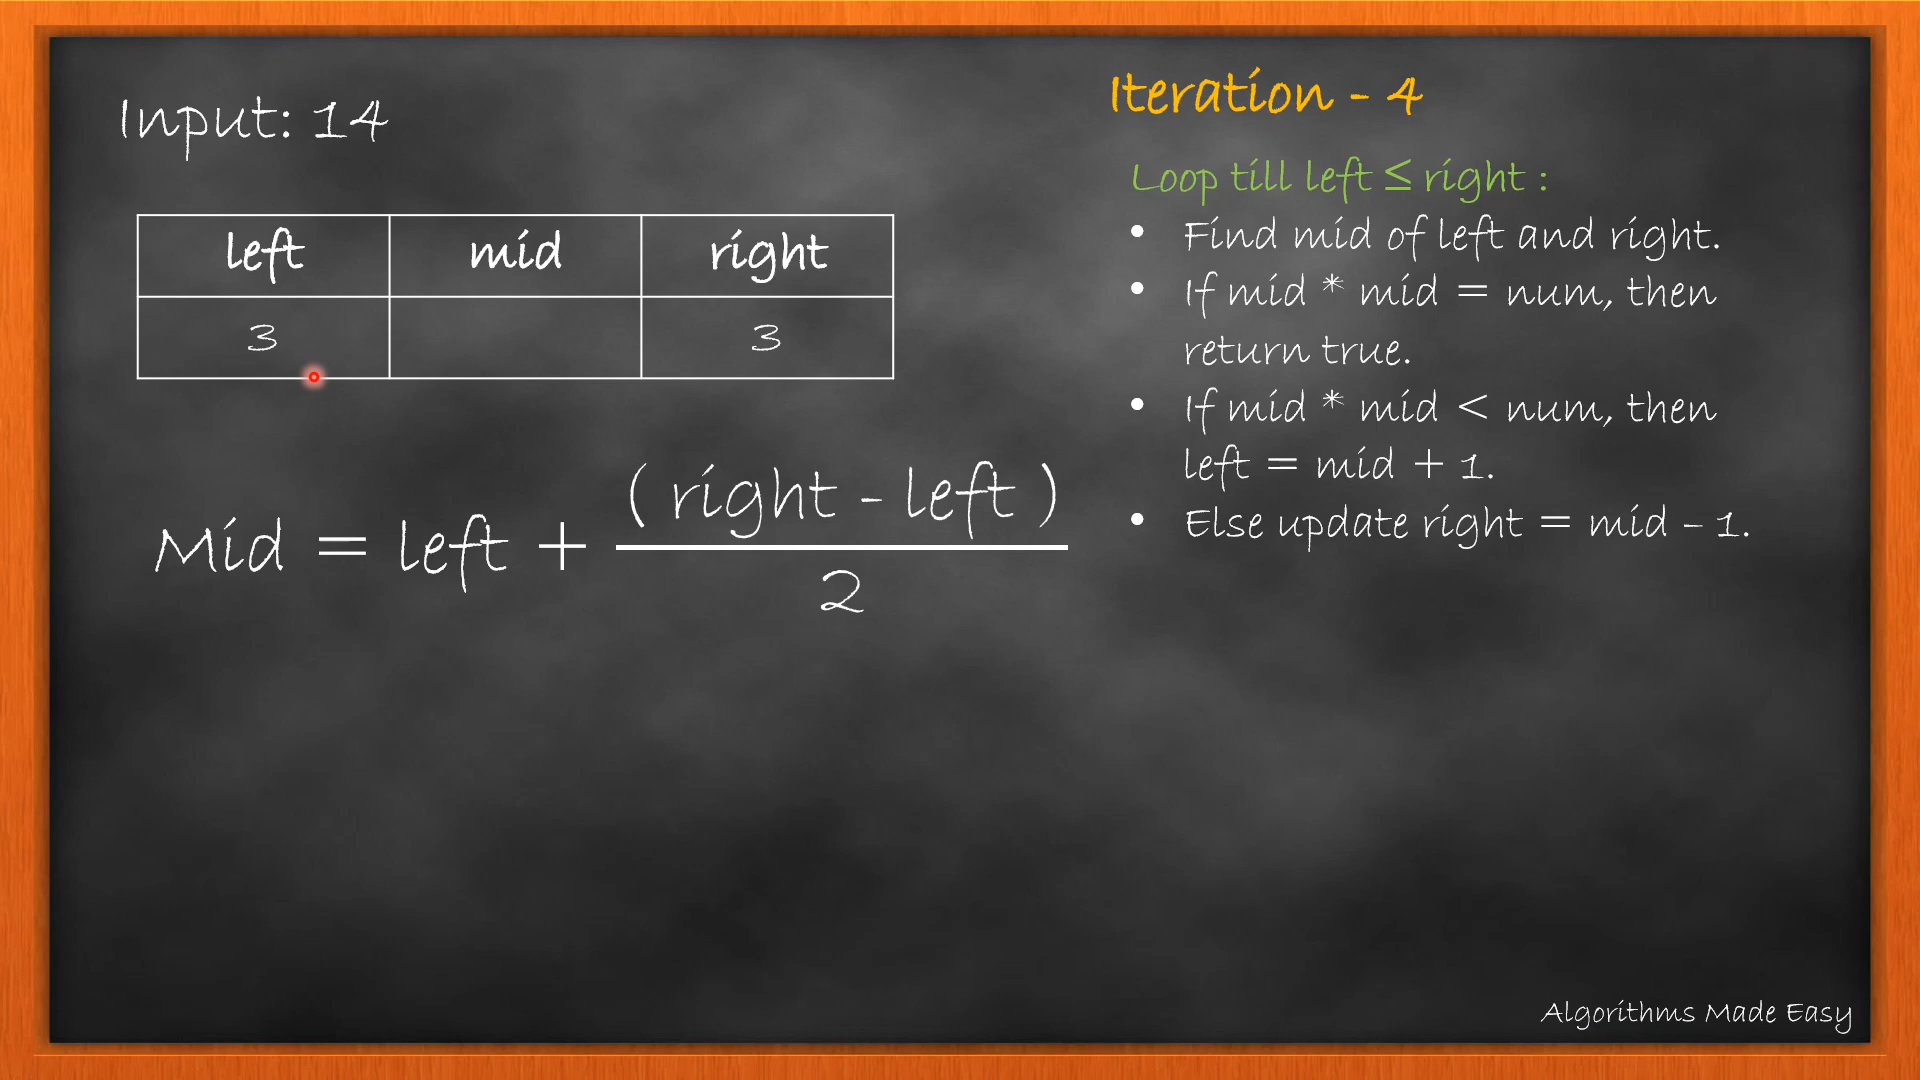 Input: 14
left mid right
3 3
Mid = left + ( right - left )
2
Iteration - 4
Loop till left ≤ right :
• Find mid of left and right.
• If mid * mid = num, then
return true.
• If mid * mid < num, then
left = mid + 1.
• Else update right = mid – 1.
Algorithms Made Easy